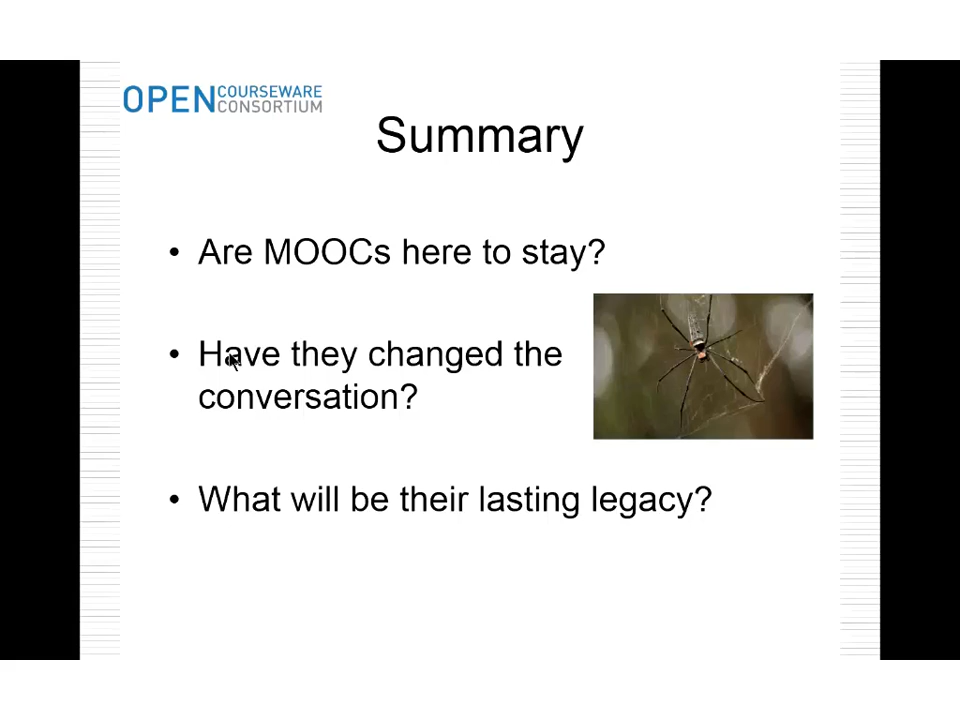 OPEN COURSEWARE
CONSORTIUM
Summary
• Are MOOCs here to stay?
• Have they changed the
conversation?
• What will be their lasting legacy?